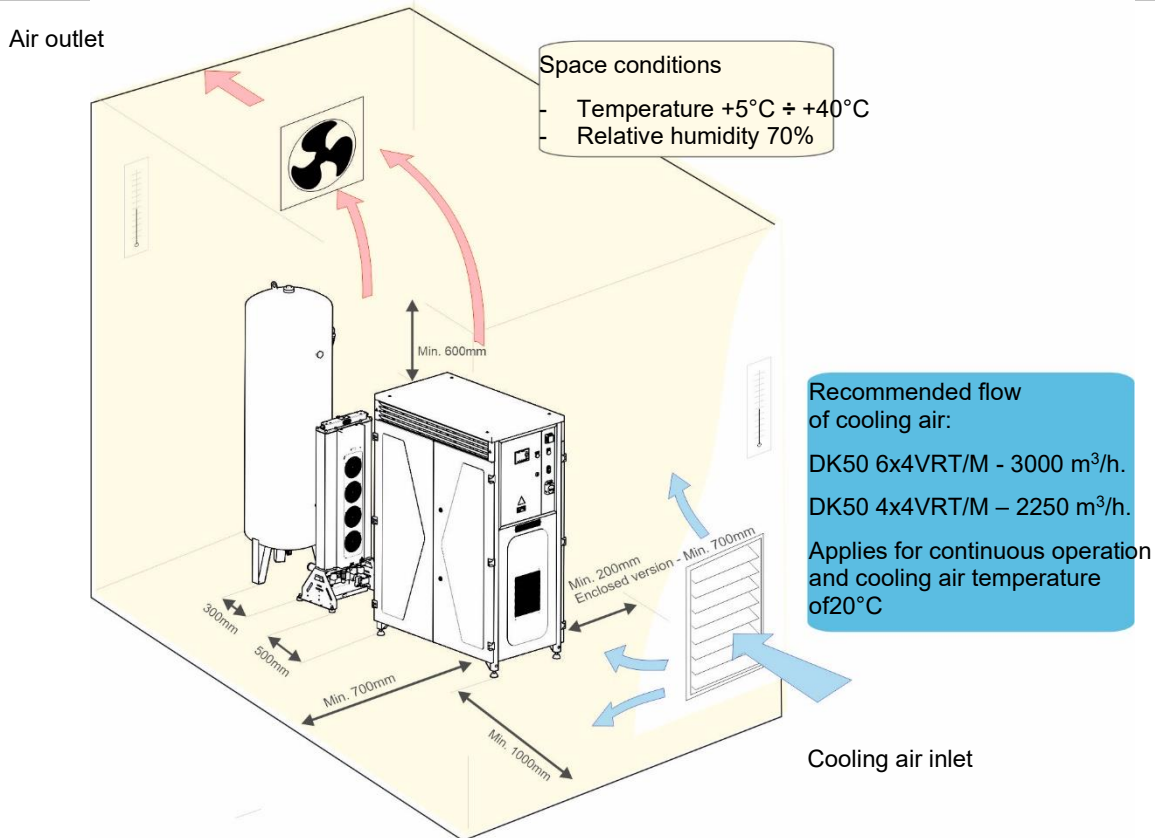 Air outlet
Space conditions
- Temperature +5°C ÷ +40°C
- Relative humidity 70%
Min. 600mm
Recommended flow
of cooling air:
DK50 6x4VRT/M - 3000 m³/h.
DK50 4x4VRT/M – 2250 m³/h.
Applies for continuous operation
and cooling air temperature
of20°C
Min. 200mm
Enclosed version - Min. 700mm
300mm
500mm
Min. 700mm
Min. 1000mm
Cooling air inlet